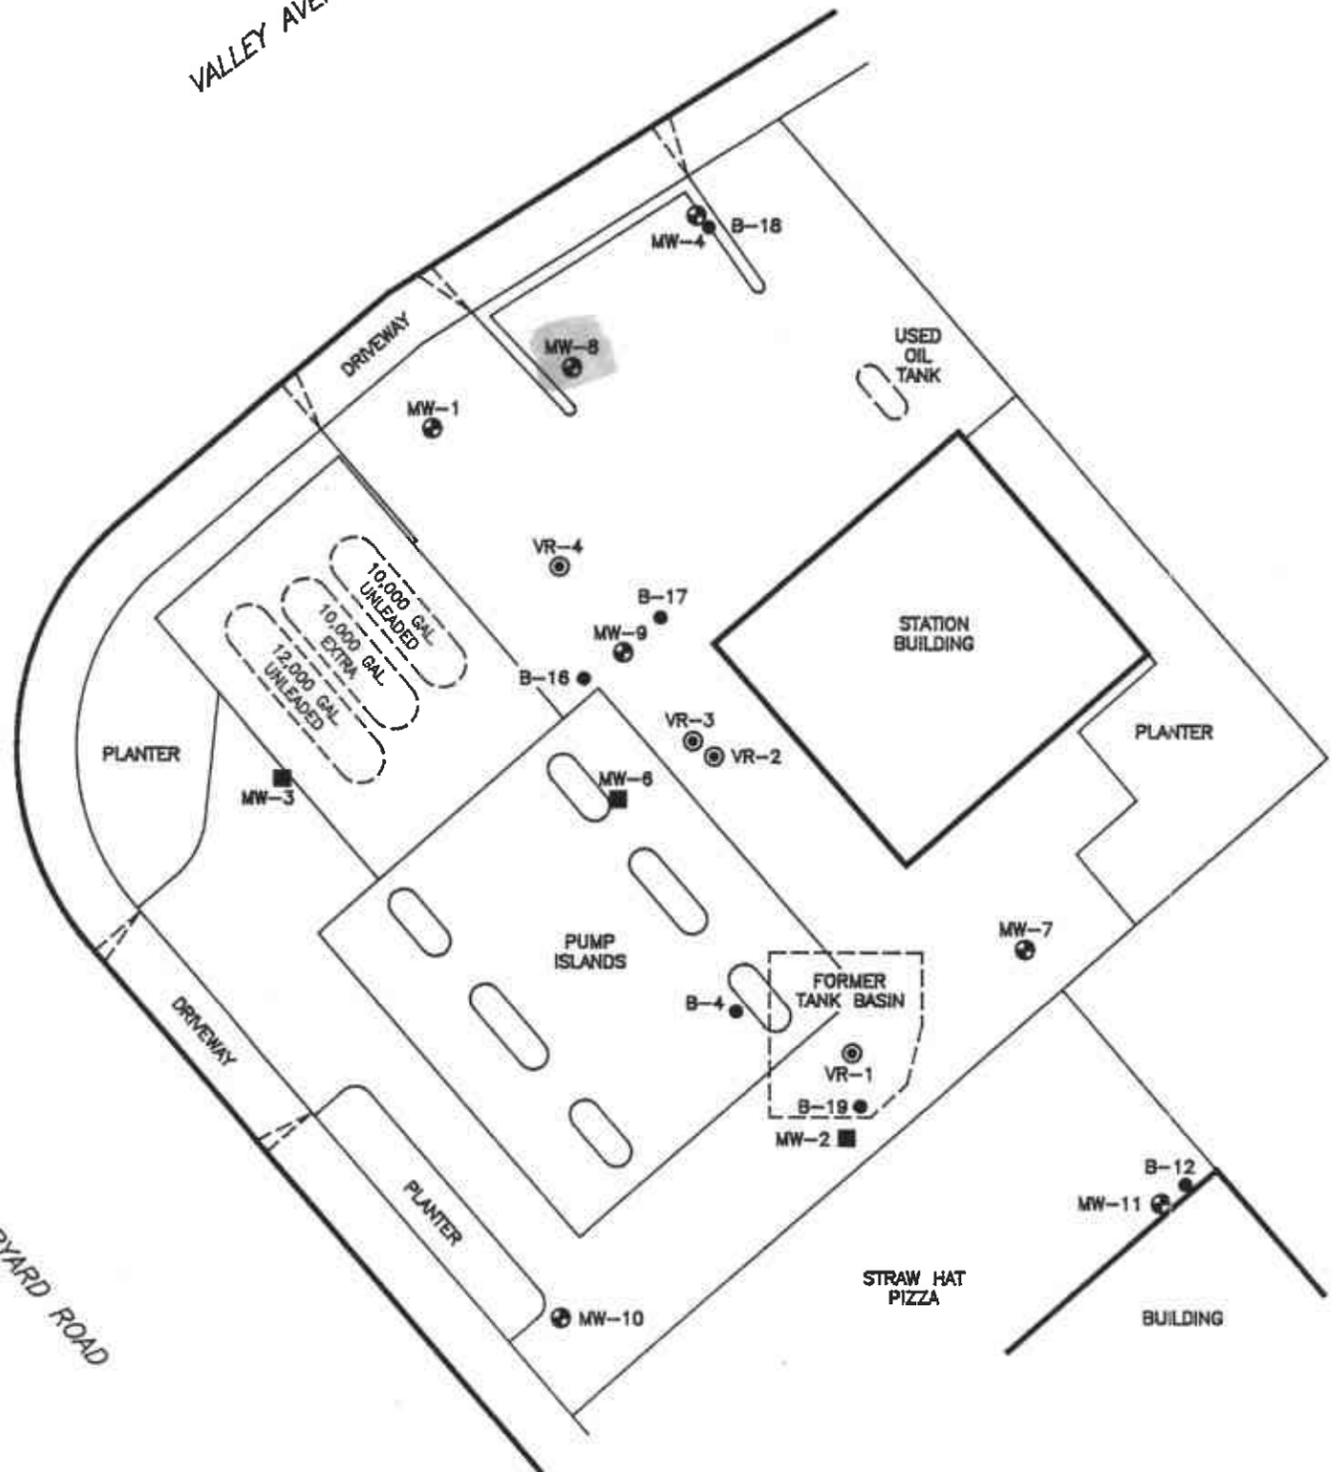 VALLEY
B-18
MW-4
DRIVEWAY
USED
OIL
TANK
MW-8
MW-1
VR-4
10,000 GAL
UNLEADED
10,000 GAL
EXTRA
12,000 GAL
UNLEADED
B-17
MW-9
STATION
BUILDING
B-16
VR-3
VR-2
PLANTER
PLANTER
MW-6
MW-3
MW-7
PUMP
ISLANDS
FORMER
TANK BASIN
B-4
DRIVEWAY
VR-1
B-19
MW-2
B-12
MW-11
PLANTER
STRAW HAT
PIZZA
BUILDING
MW-10
ROAD